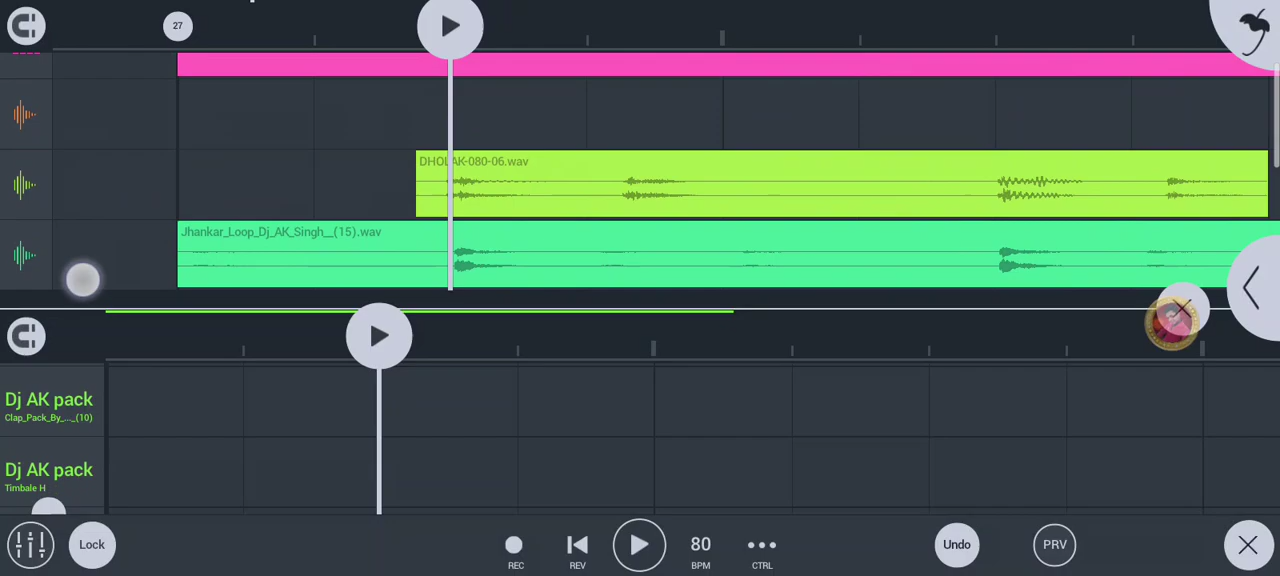 27
DHOLAK-080-06.wav
Jhankar_Loop_Dj_AK_Singh__(15).wav
Dj AK pack
Clap_Pack_By_..._(10)
Dj AK pack
Timbale H
Lock
REC
REV
80
BPM
CTRL
Undo
PRV